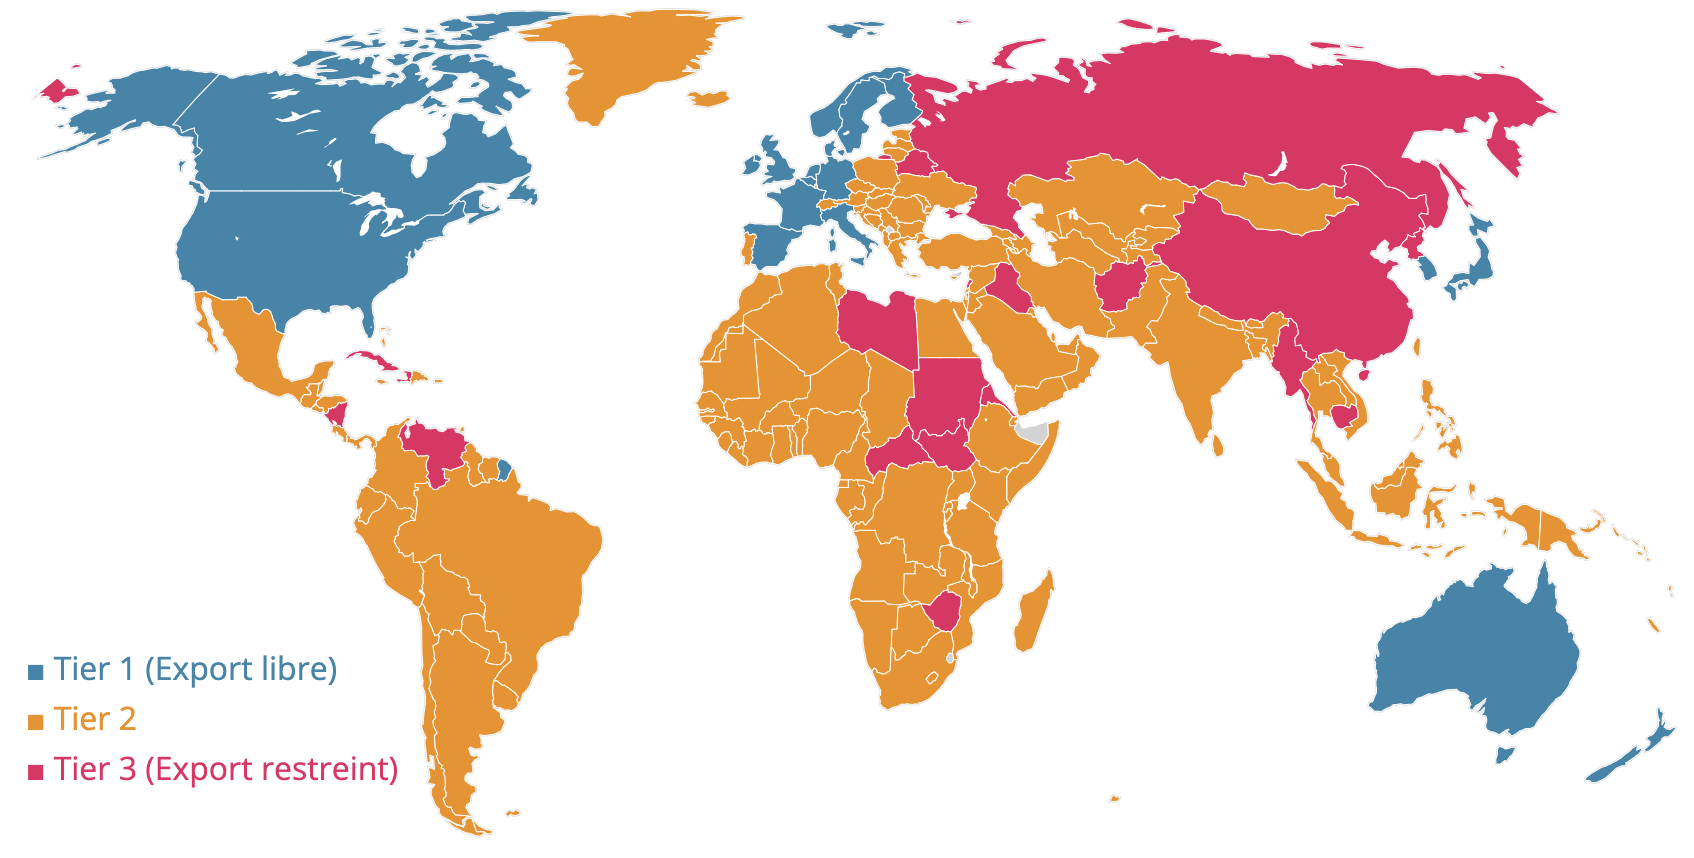 Tier 1 (Export libre)
Tier 2
Tier 3 (Export restreint)